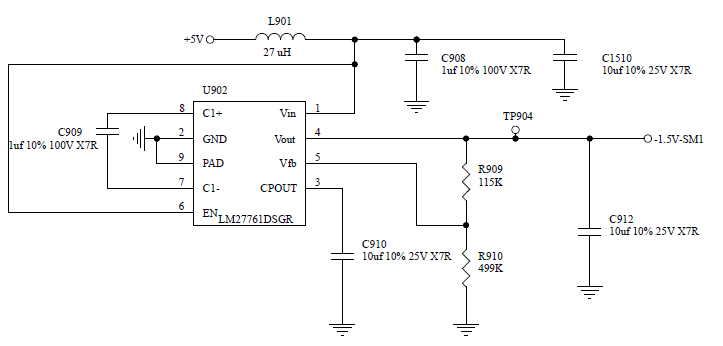 L901
+5V
27 uH
C908
1uf 10% 100V X7R
C1510
10uf 10% 25V X7R
U902
C909
1uf 10% 100V X7R
8 C1+ Vin 1
2 GND Vout 4
9 PAD Vfb 5
7 C1- CPOUT 3
6 EN
LM27761DSGR
TP904
-1.5V-SM1
R909
115K
C910
10uf 10% 25V X7R
R910
499K
C912
10uf 10% 25V X7R